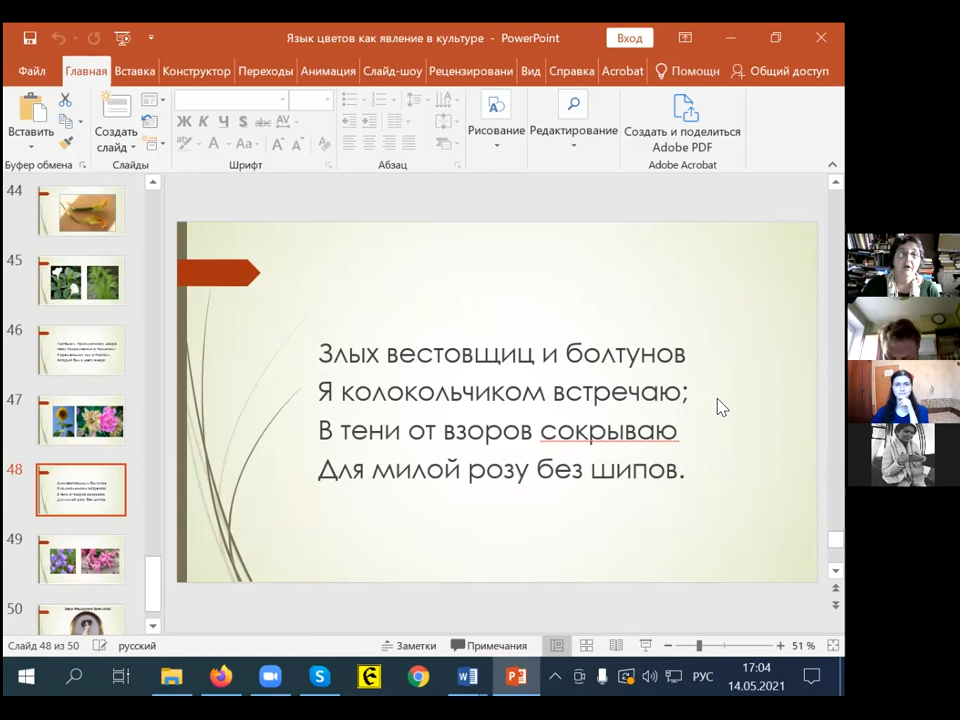 Язык цветов как явление в культуре - PowerPoint
Вход
Файл Главная Вставка Конструктор Переходы Анимация Слайд-шоу Рецензировани Вид Справка Acrobat Помощн Общий доступ
Вставить
Создать слайд
Ж К Ч S abc AV
Aa
Рисование
Редактирование
Создать и поделиться Adobe PDF
Буфер обмена
Слайды
Шрифт
Абзац
Adobe Acrobat
44
45
46
47
48
49
50
Злых вестовщиц и болтунов
Я колокольчиком встречаю;
В тени от взоров сокрываю
Для милой розу без шипов.
Слайд 48 из 50
русский
Заметки
Примечания
51 %
РУС
17:04
14.05.2021